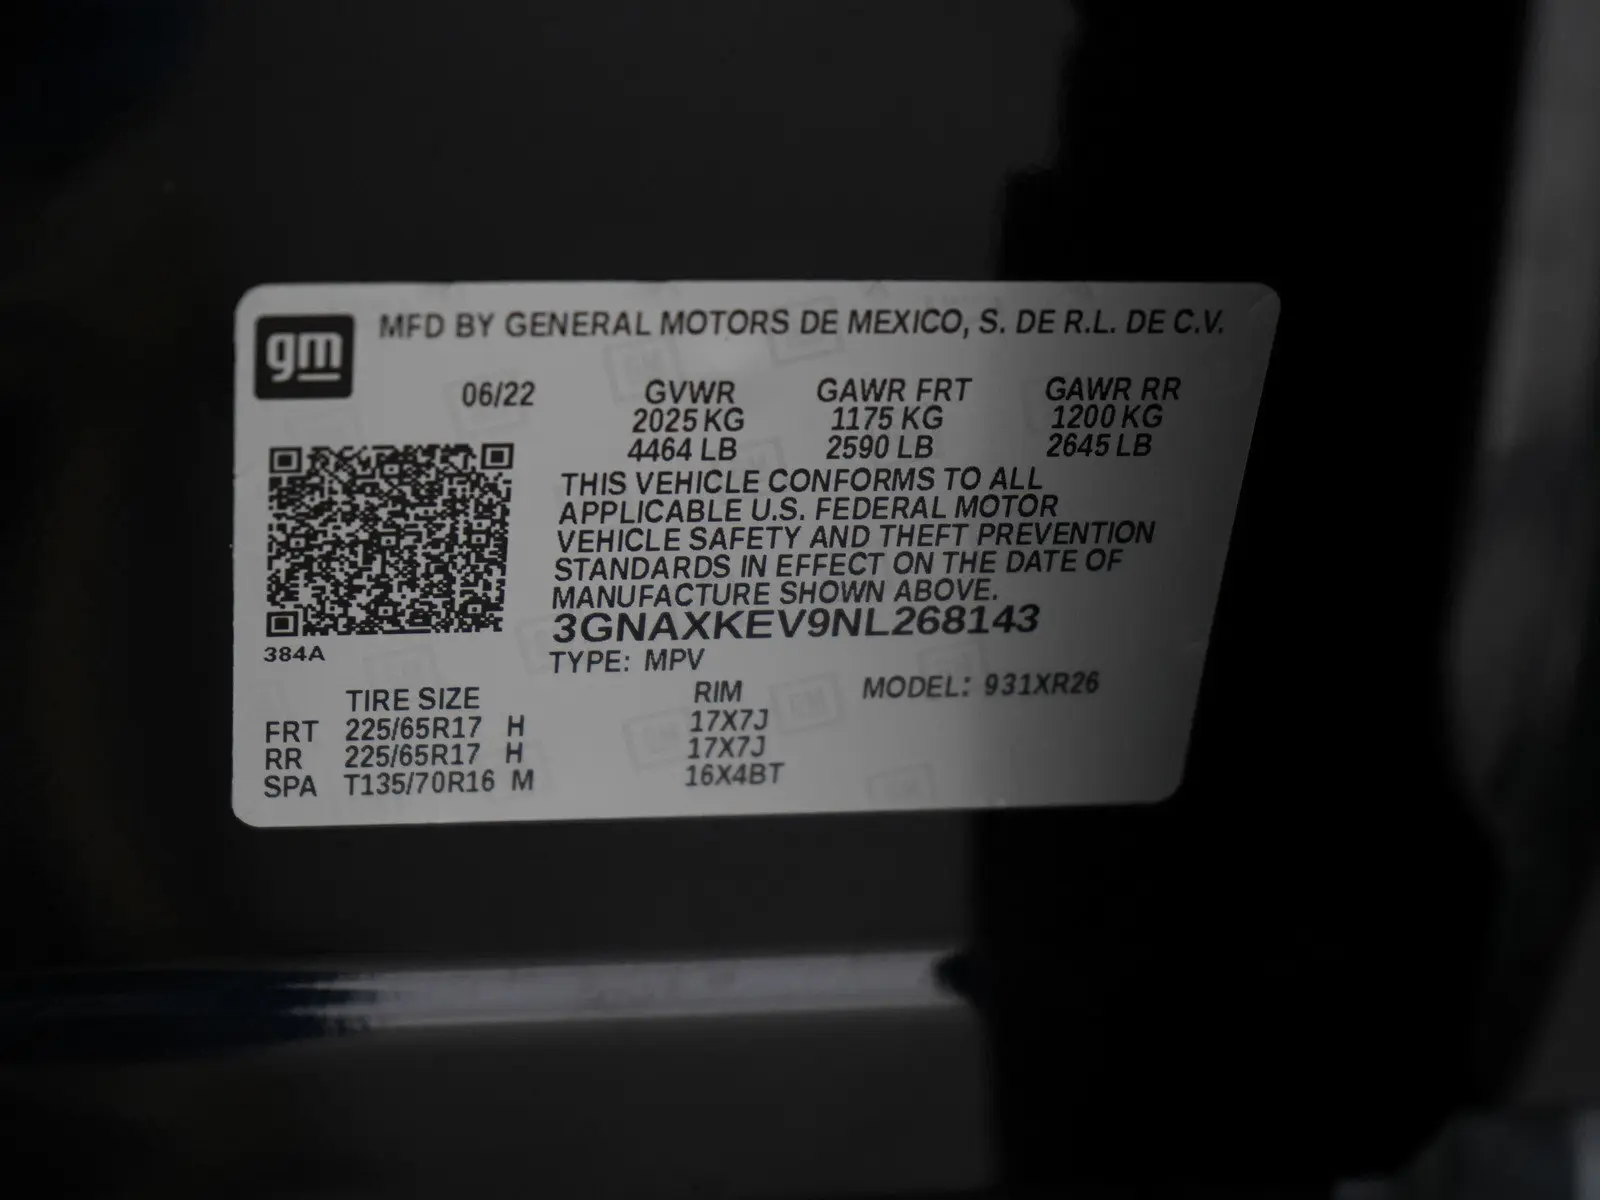 gm
MFD BY GENERAL MOTORS DE MEXICO, S. DE R.L. DE C.V.
06/22 GVWR GAWR FRT GAWR RR
2025 KG 1175 KG 1200 KG
4464 LB 2590 LB 2645 LB
THIS VEHICLE CONFORMS TO ALL
APPLICABLE U.S. FEDERAL MOTOR
VEHICLE SAFETY AND THEFT PREVENTION
STANDARDS IN EFFECT ON THE DATE OF
MANUFACTURE SHOWN ABOVE.
3GNAXKEV9NL268143
384A
TYPE: MPV
TIRE SIZE RIM MODEL: 931XR26
FRT 225/65R17 H 17X7J
RR 225/65R17 H 17X7J
SPA T135/70R16 M 16X4BT